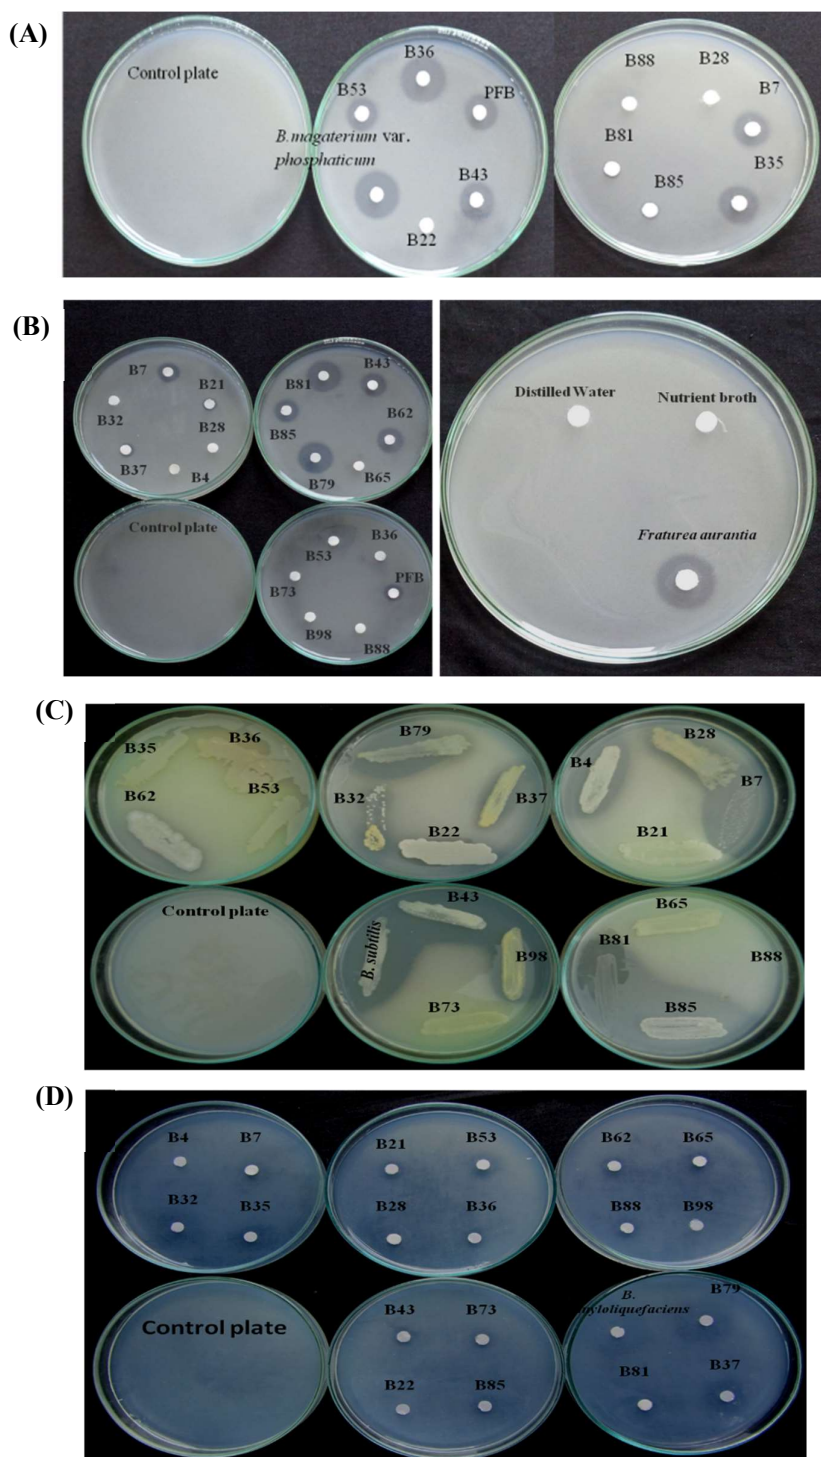 (A)
Control plate
B36
B53
PFB
B.magaterium var.
phosphaticum
B43
B22
B88
B28
B7
B81
B35
B85
(B)
B7
B21
B32
B28
B37
B4
B43
B81
B62
B85
B79
B65
Control plate
B36
B53
PFB
B73
B98
B88
Distilled Water
Nutrient broth
Fraturea aurantia
(C)
B35
B36
B53
B62
B79
B32
B37
B22
B28
B4
B7
B21
Control plate
B43
B. subtilis
B98
B73
B65
B81
B88
B85
(D)
B4
B7
B32
B35
B21
B53
B28
B36
B62
B65
B88
B98
Control plate
B43
B73
B22
B85
B.
yloliquefaciens
B79
B81
B37